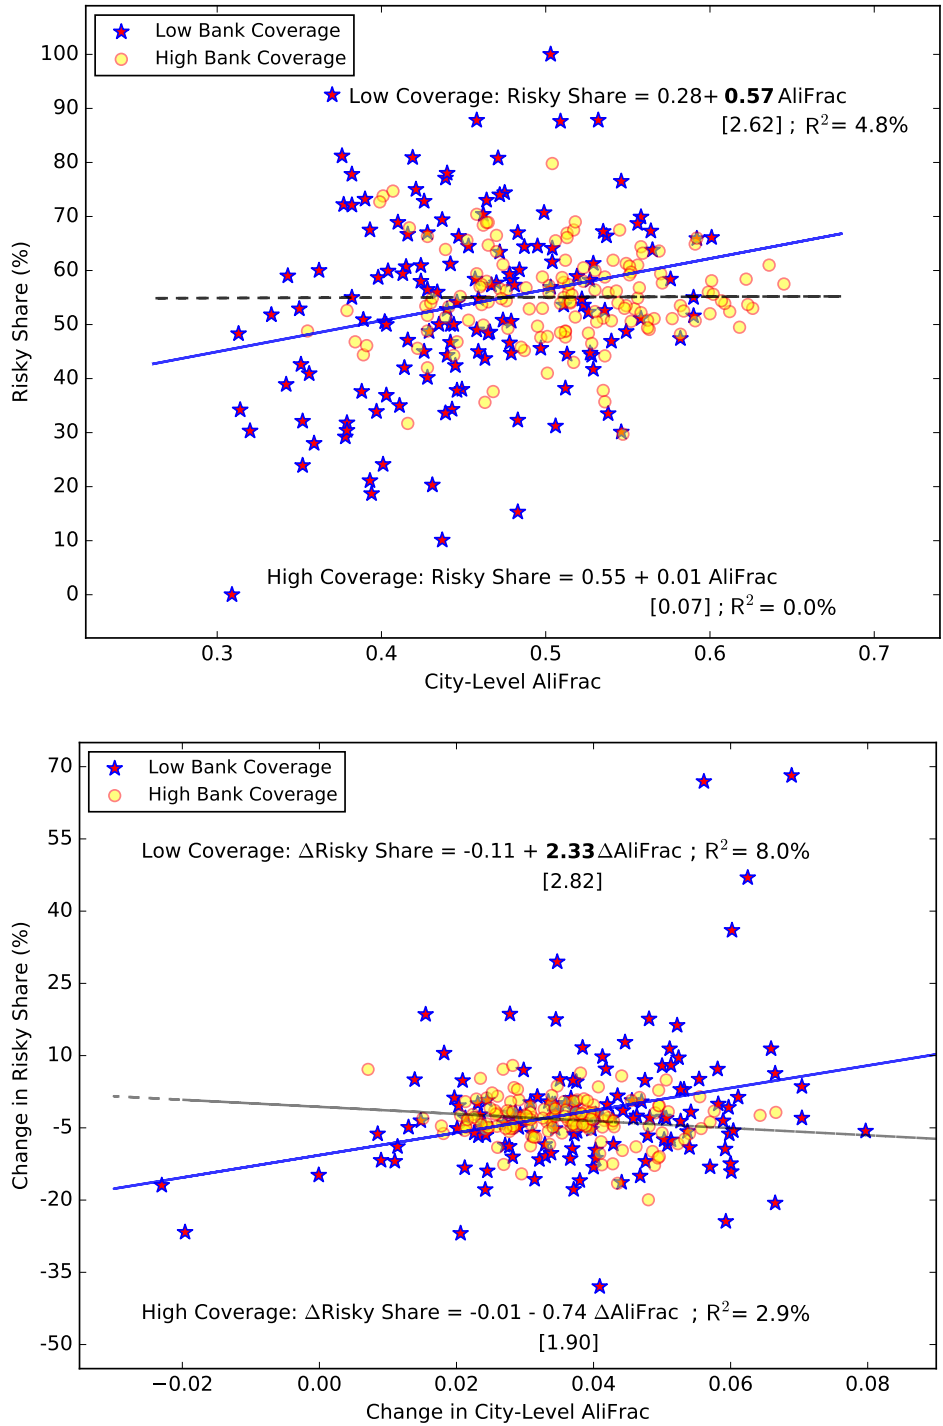 Low Bank Coverage
High Bank Coverage
Low Coverage: Risky Share = 0.28+ 0.57 AliFrac
[2.62] ; R² = 4.8%
100
90
80
70
60
50
40
30
20
10
0
Risky Share (%)
High Coverage: Risky Share = 0.55 + 0.01 AliFrac
[0.07] ; R² = 0.0%
0.3 0.4 0.5 0.6 0.7
City-Level AliFrac
Low Bank Coverage
High Bank Coverage
Low Coverage: ΔRisky Share = -0.11 + 2.33 ΔAliFrac ; R² = 8.0%
[2.82]
70
55
40
25
10
-5
-20
-35
-50
Change in Risky Share (%)
High Coverage: ΔRisky Share = -0.01 - 0.74 ΔAliFrac ; R² = 2.9%
[1.90]
−0.02 0.00 0.02 0.04 0.06 0.08
Change in City-Level AliFrac